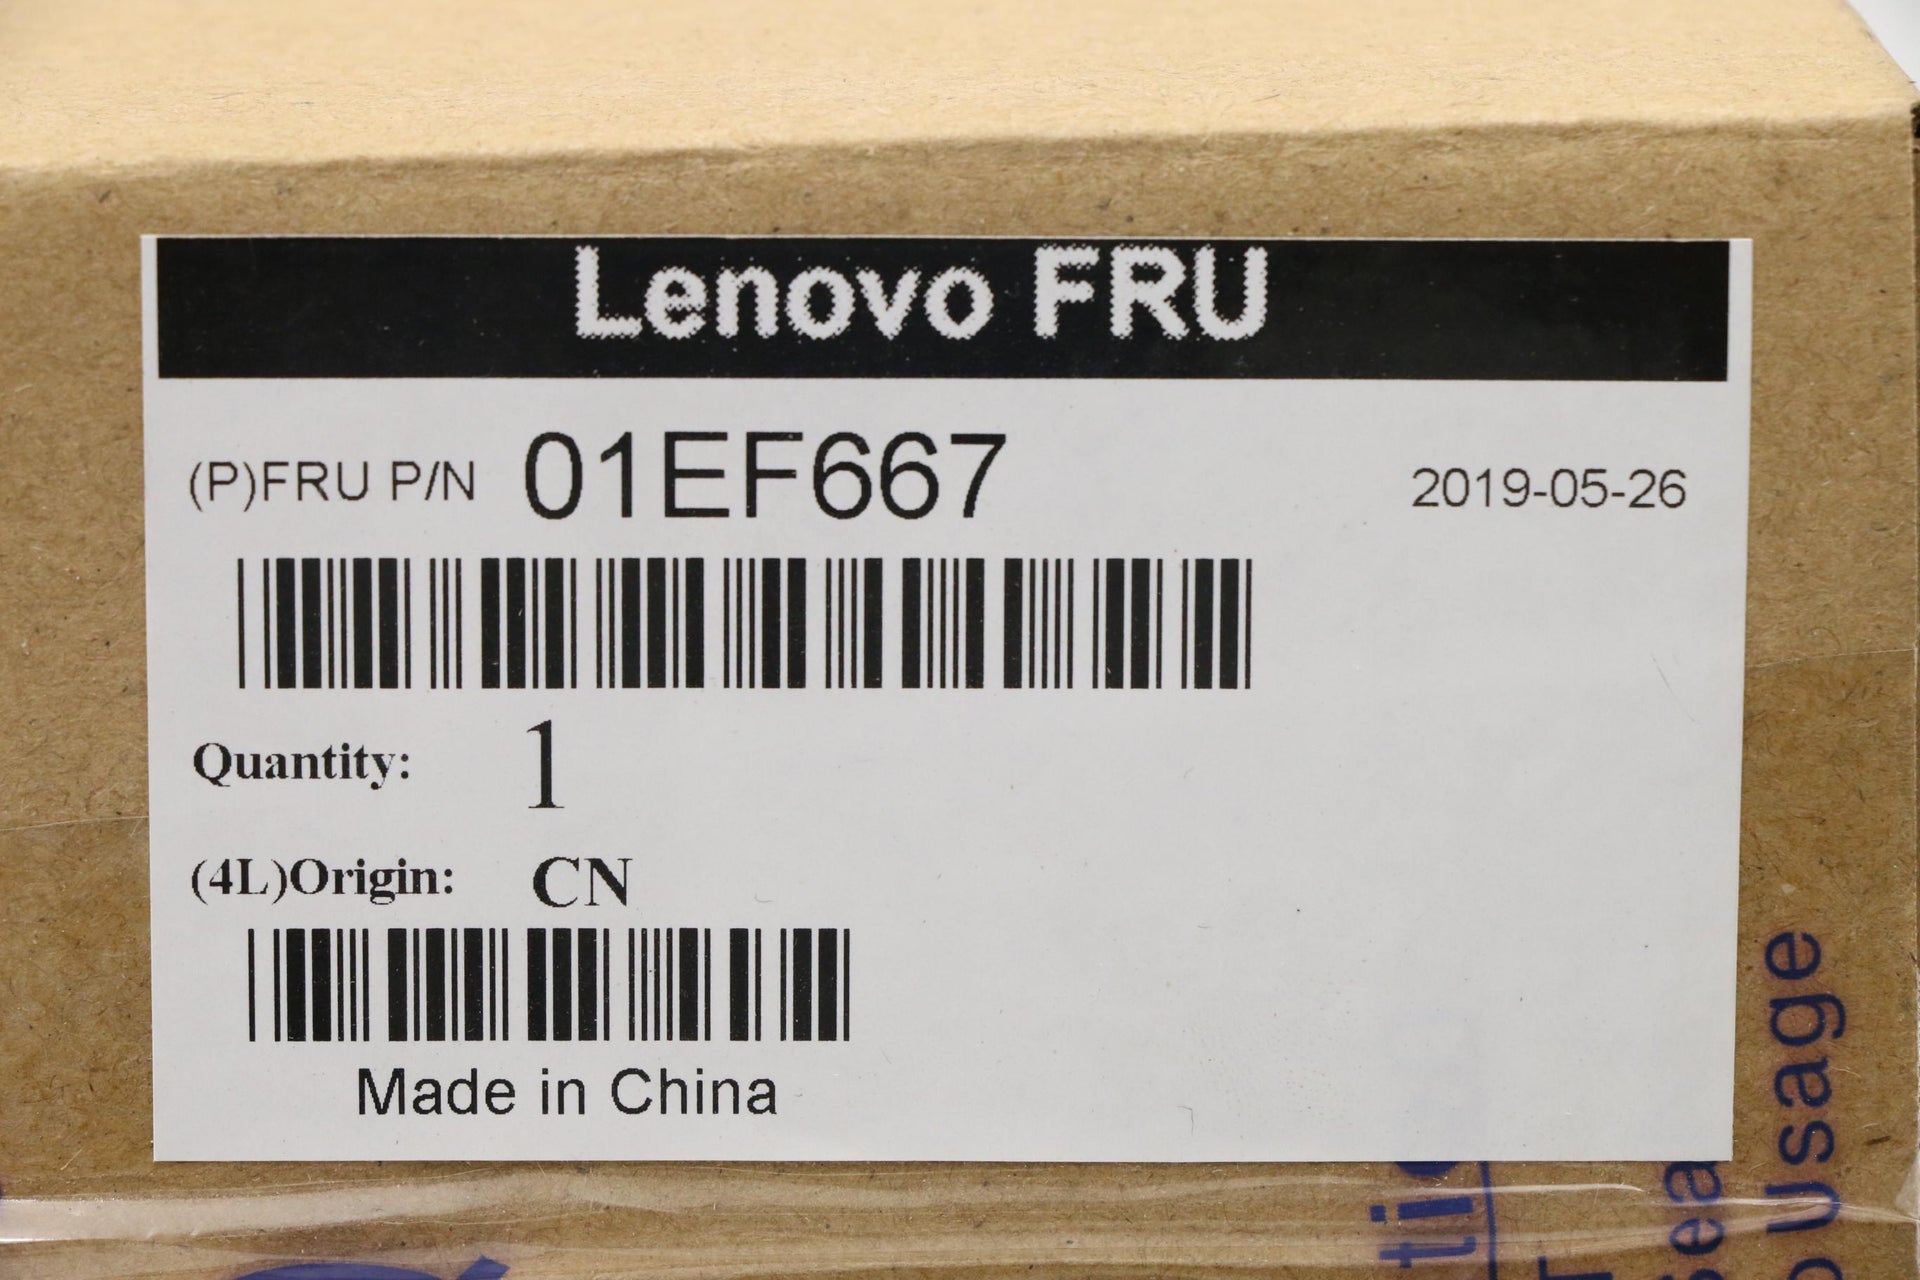 Lenovo FRU
(P)FRU P/N 01EF667 2019-05-26
Quantity: 1
(4L)Origin: CN
Made in China
usage